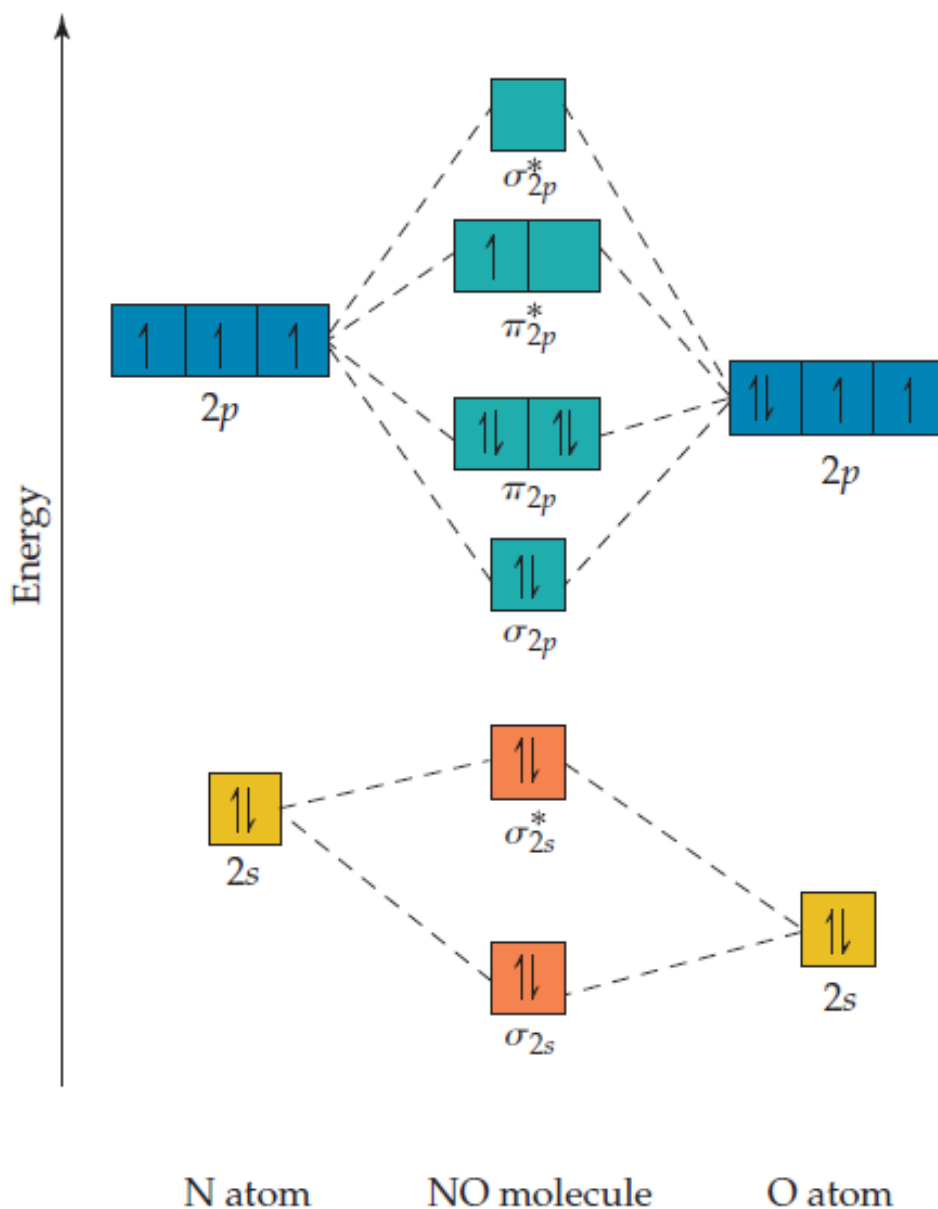 σ*2p
π*2p
2p
π2p
2p
σ2p
Energy
σ*2s
2s
2s
σ2s
N atom NO molecule O atom